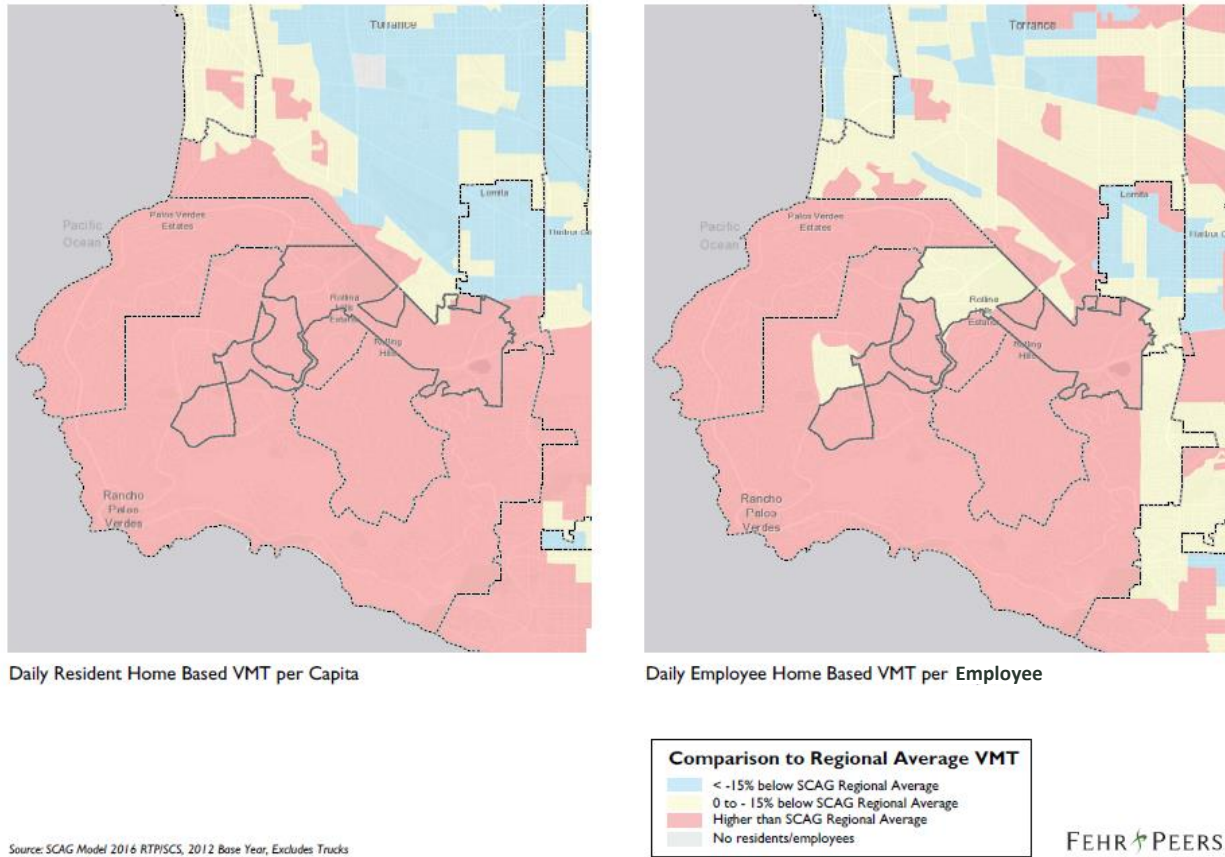 Torrance
Lomita
Pacific
Ocean
Palos Verdes
Estates
Rolling
Hills
Estates
Rolling
Hills
Rancho
Palos
Verdes
Daily Resident Home Based VMT per Capita
Torrance
Lomita
Pacific
Ocean
Palos Verdes
Estates
Rolling
Hills
Estates
Rolling
Hills
Rancho
Palos
Verdes
Daily Employee Home Based VMT per Employee
Comparison to Regional Average VMT
< -15% below SCAG Regional Average
0 to - 15% below SCAG Regional Average
Higher than SCAG Regional Average
No residents/employees
Source: SCAG Model 2016 RTP/SCS, 2012 Base Year, Excludes Trucks
FEHR PEERS